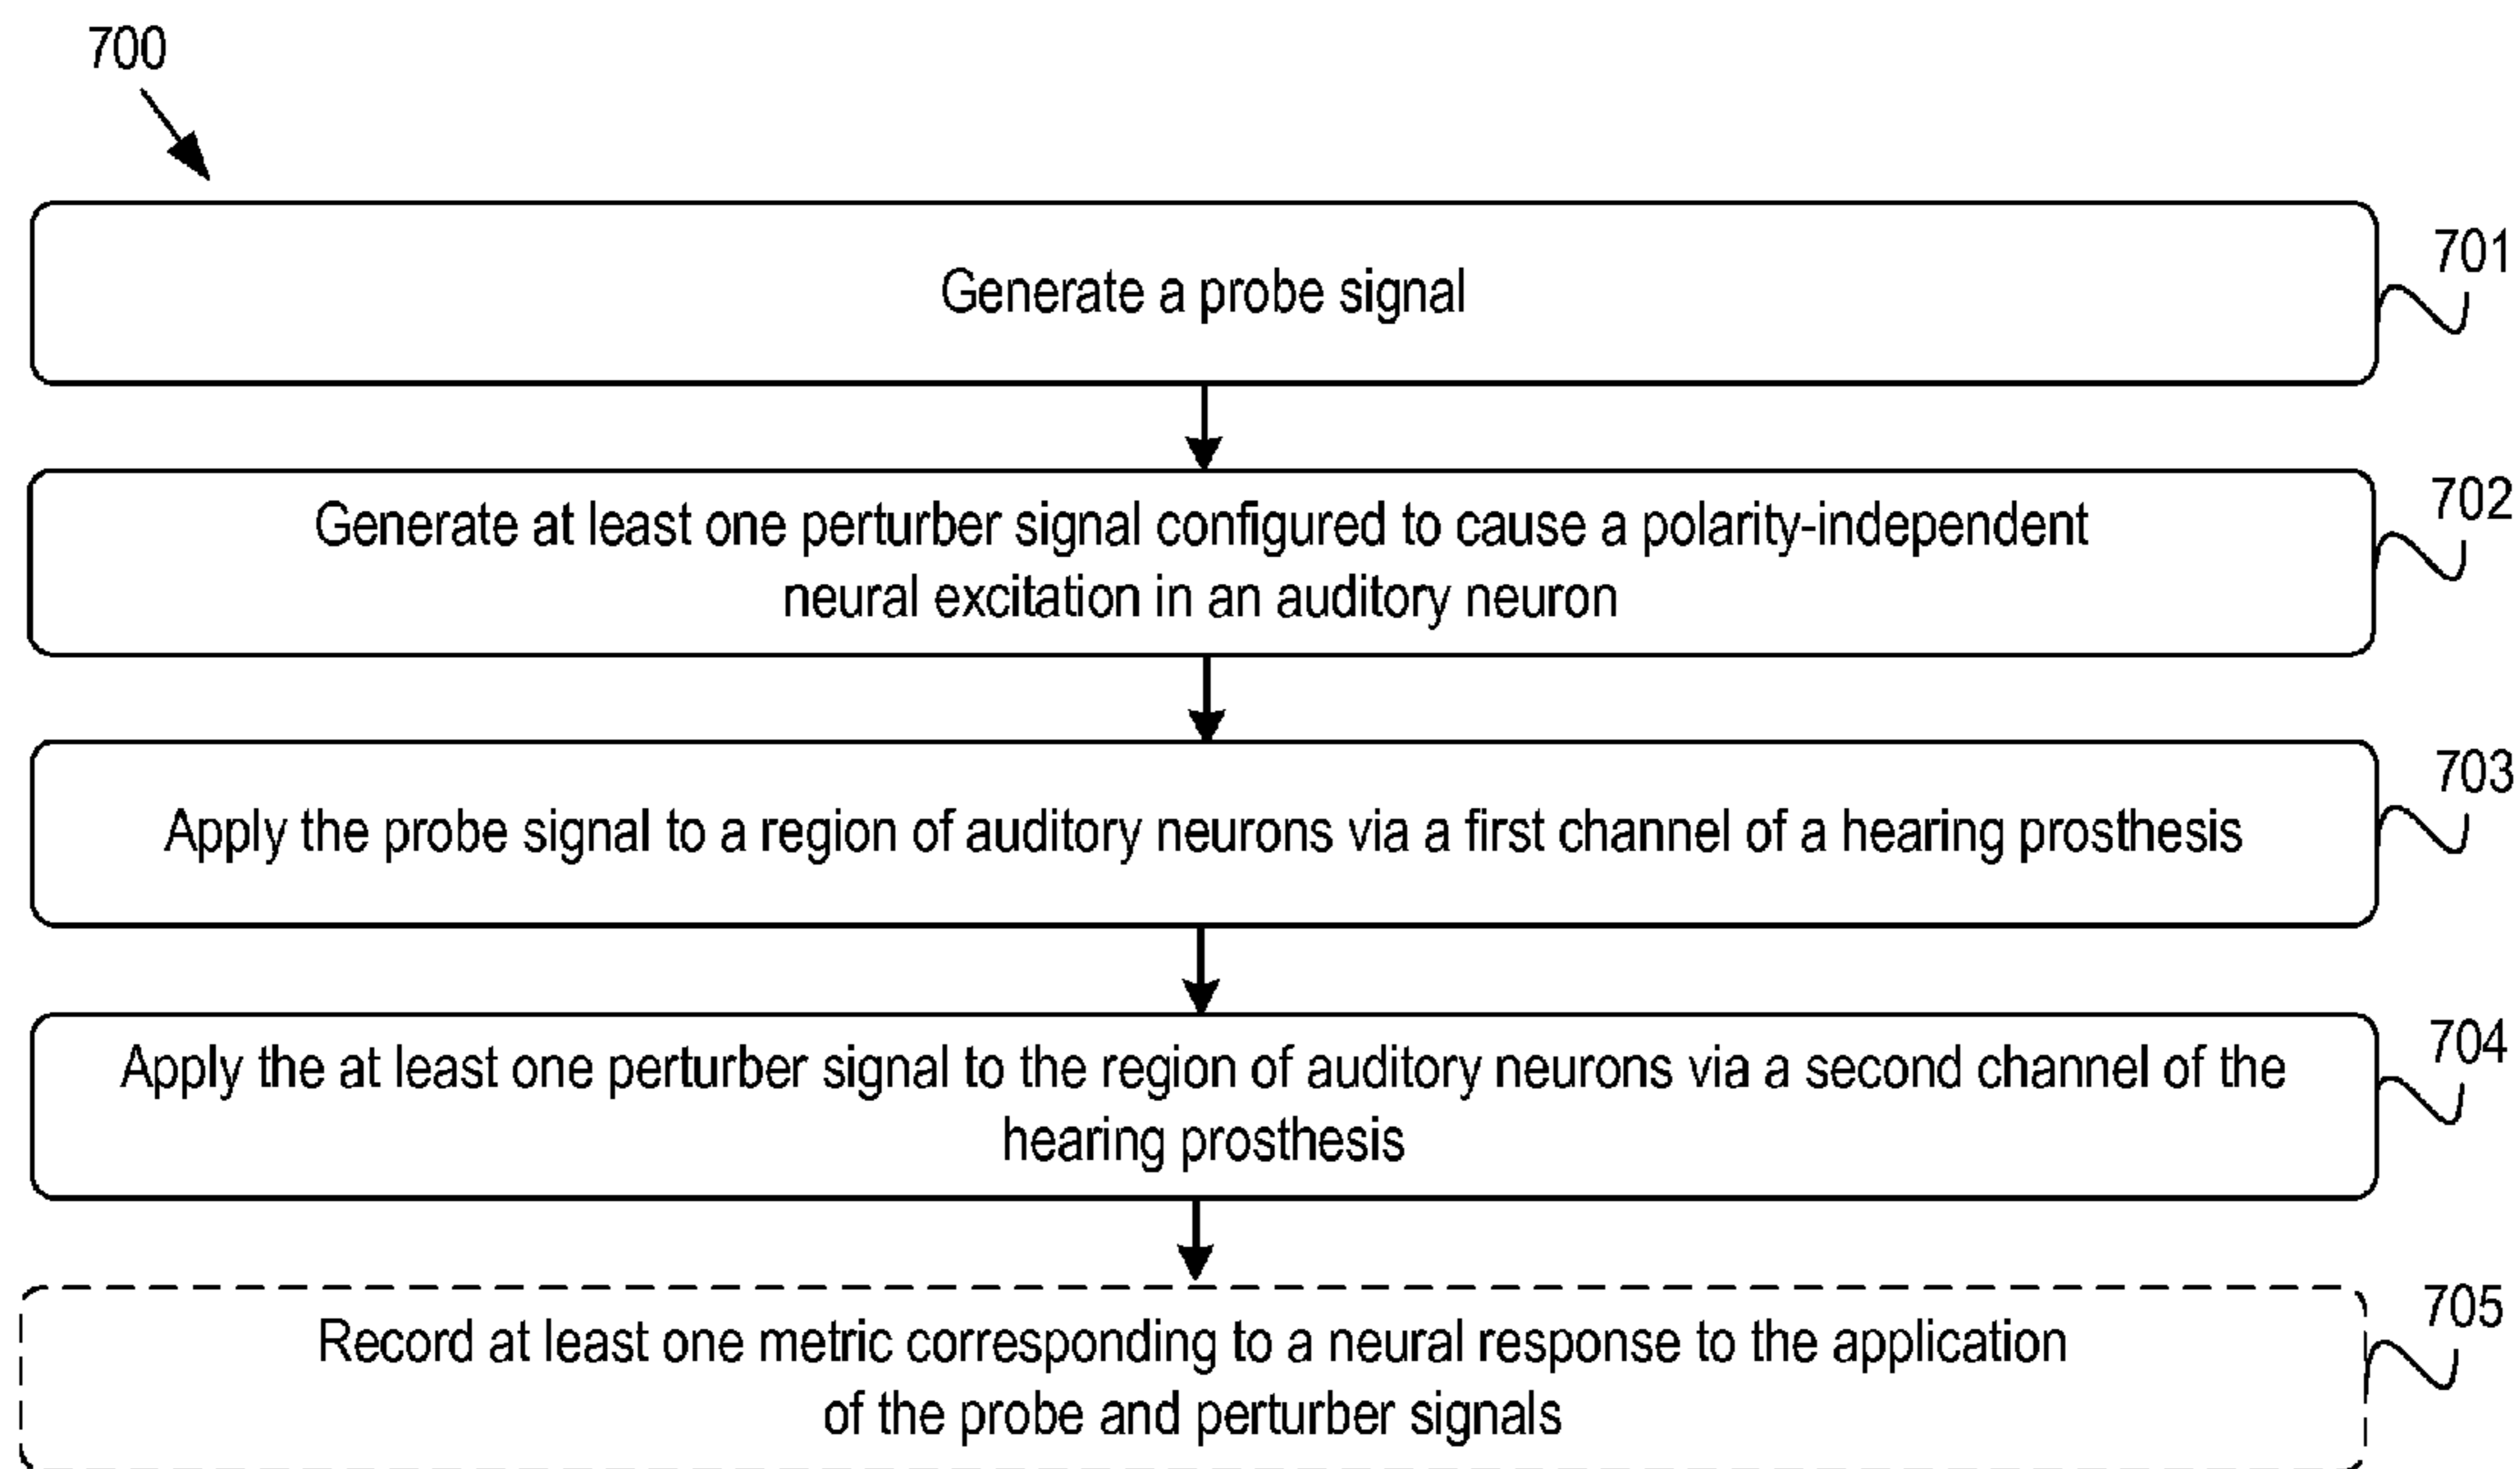 700
Generate a probe signal
701
Generate at least one perturber signal configured to cause a polarity-independent
neural excitation in an auditory neuron
702
Apply the probe signal to a region of auditory neurons via a first channel of a hearing prosthesis
703
Apply the at least one perturber signal to the region of auditory neurons via a second channel of the
hearing prosthesis
704
Record at least one metric corresponding to a neural response to the application
of the probe and perturber signals
705